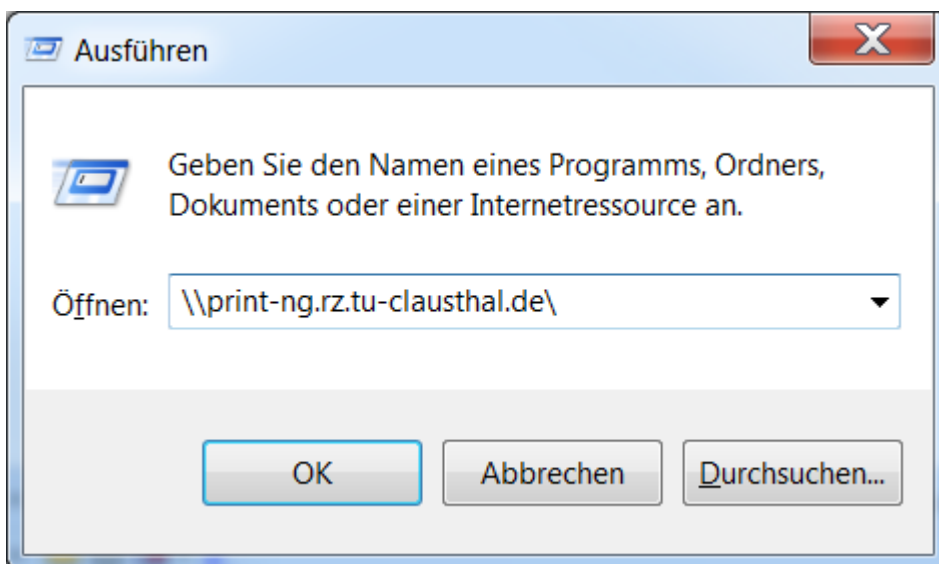 Ausführen
Geben Sie den Namen eines Programms, Ordners,
Dokuments oder einer Internetressource an.
Öffnen: \\print-ng.rz.tu-clausthal.de\
OK Abbrechen Durchsuchen...